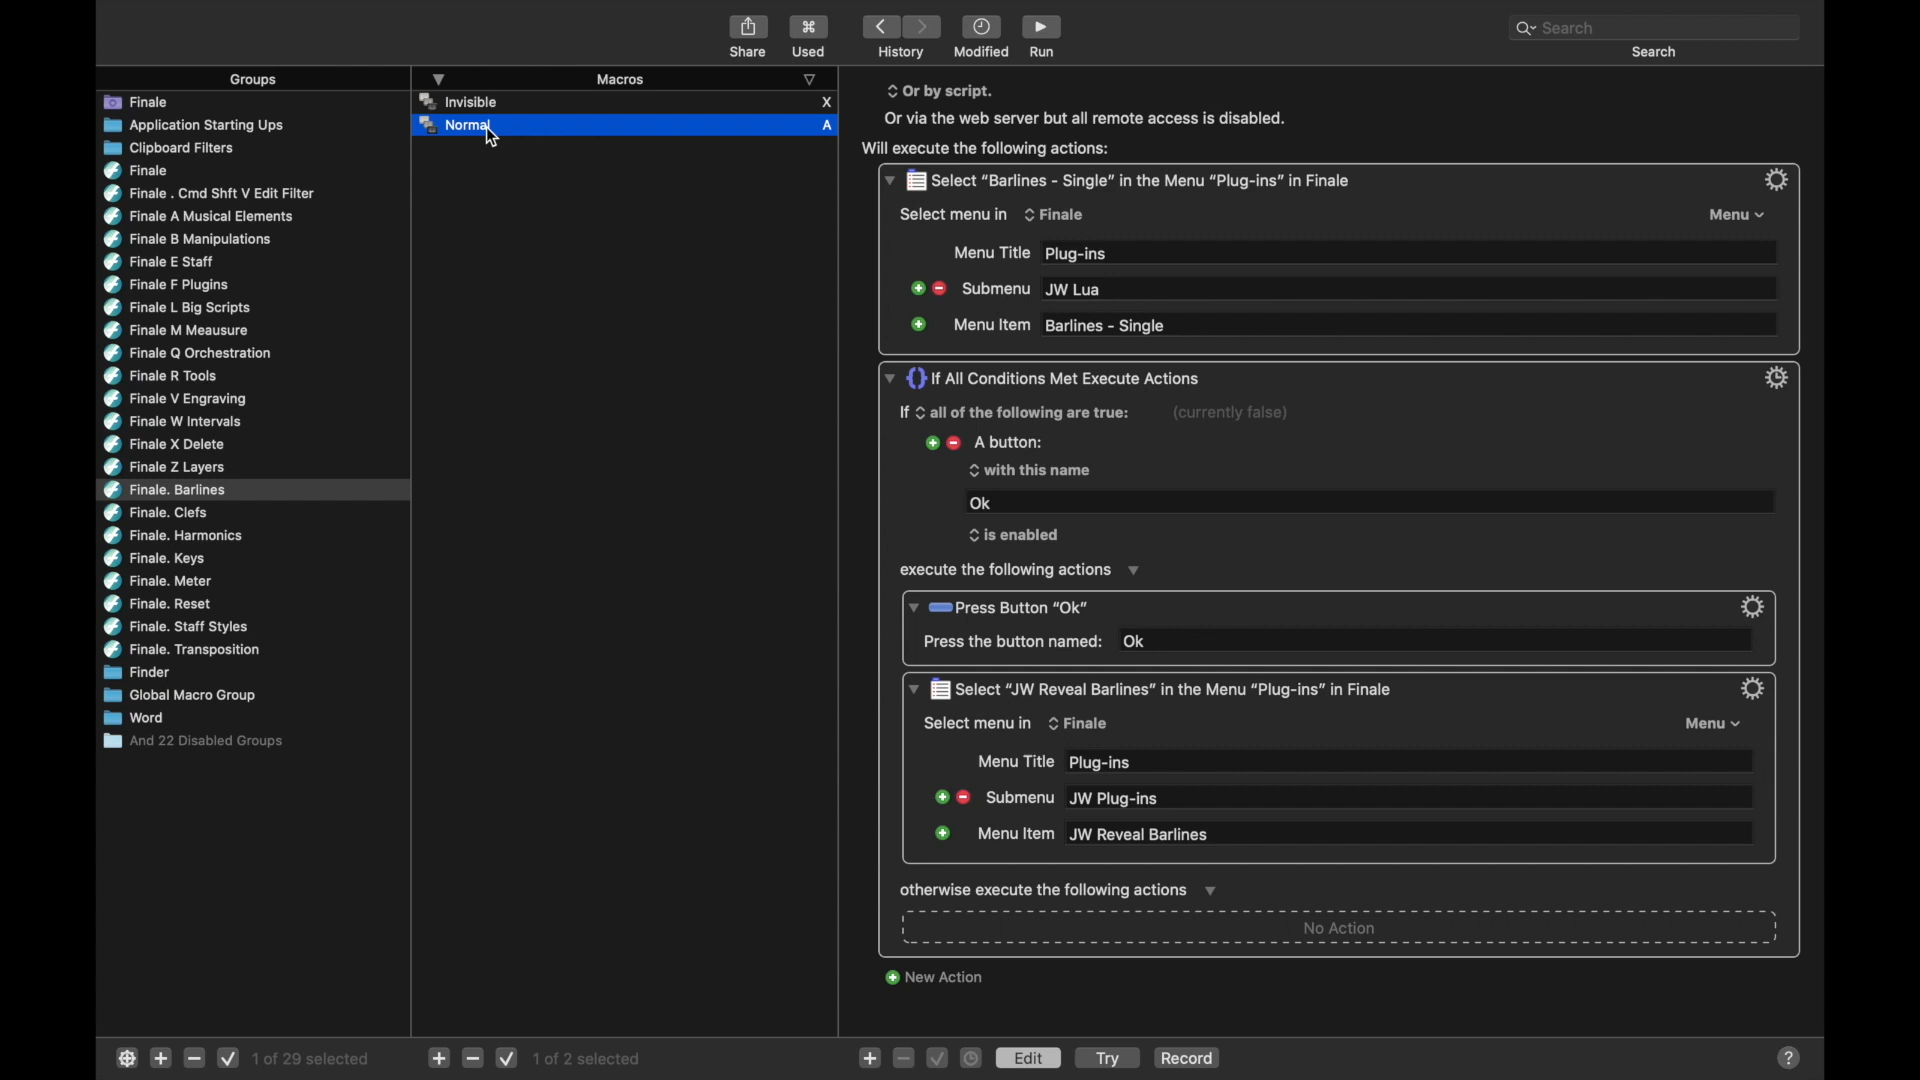 Share
Used
History
Modified
Run
Search
Search
Groups
Macros
Finale
Application Starting Ups
Clipboard Filters
Finale
Finale . Cmd Shft V Edit Filter
Finale A Musical Elements
Finale B Manipulations
Finale E Staff
Finale F Plugins
Finale L Big Scripts
Finale M Meausure
Finale Q Orchestration
Finale R Tools
Finale V Engraving
Finale W Intervals
Finale X Delete
Finale Z Layers
Finale. Barlines
Finale. Clefs
Finale. Harmonics
Finale. Keys
Finale. Meter
Finale. Reset
Finale. Staff Styles
Finale. Transposition
Finder
Global Macro Group
Word
And 22 Disabled Groups
Invisible X
Normal A
Or by script.
Or via the web server but all remote access is disabled.
Will execute the following actions:
Select “Barlines - Single” in the Menu “Plug-ins” in Finale
Select menu in Finale Menu
Menu Title Plug-ins
Submenu JW Lua
Menu Item Barlines - Single
If All Conditions Met Execute Actions
If all of the following are true: (currently false)
A button:
with this name
Ok
is enabled
execute the following actions
Press Button “Ok”
Press the button named: Ok
Select “JW Reveal Barlines” in the Menu “Plug-ins” in Finale
Select menu in Finale Menu
Menu Title Plug-ins
Submenu JW Plug-ins
Menu Item JW Reveal Barlines
otherwise execute the following actions
No Action
New Action
1 of 29 selected
1 of 2 selected
Edit
Try
Record
?